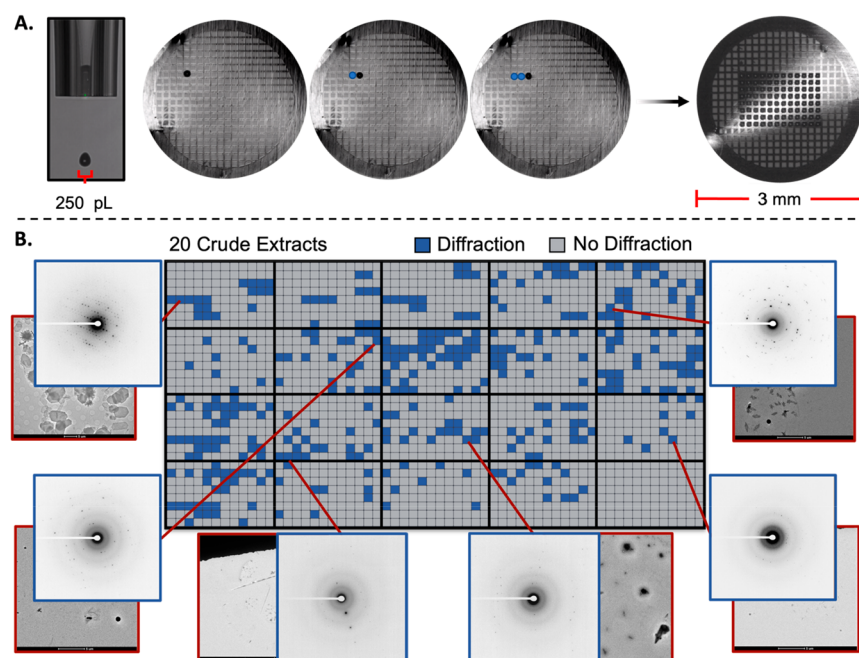 A.
250 pL
3 mm
B.
20 Crude Extracts
Diffraction
No Diffraction